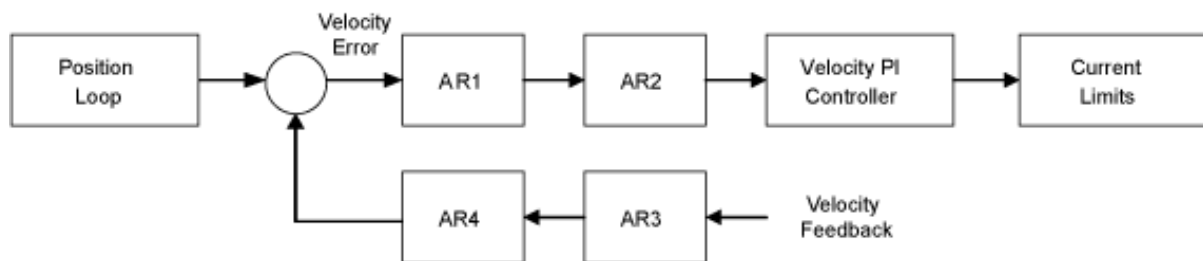 Velocity
Error
Position
Loop
AR1
AR2
Velocity PI
Controller
Current
Limits
AR4
AR3
Velocity
Feedback